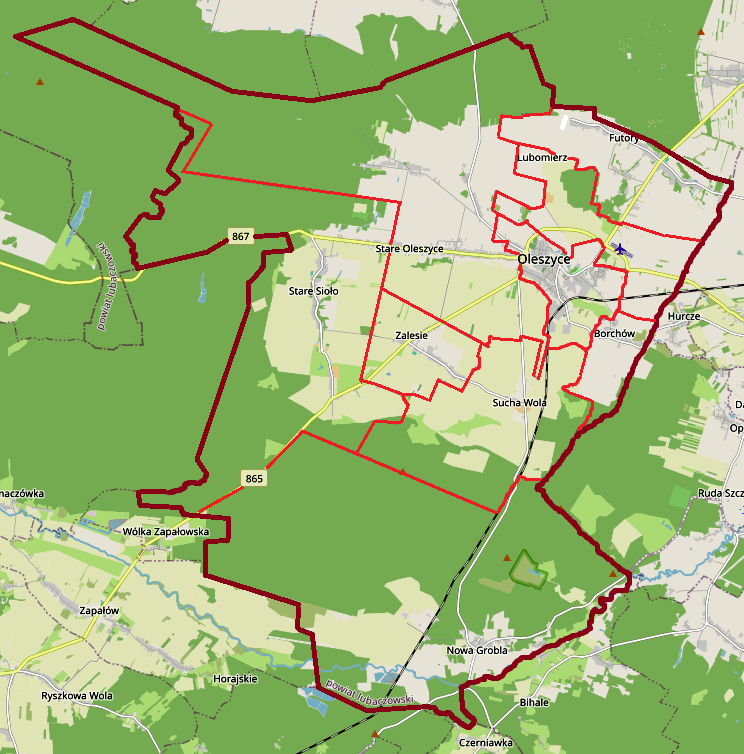 Futory
Lubomierz
867
powiat lubaczowski
Stare Oleszyce
Oleszyce
Stare Sioło
Hurcze
Zalesie
Borchów
Sucha Wola
Da
Op
865
naczówka
Ruda Szcz
Wólka Zapałowska
Zapałów
Nowa Grobla
Horajskie
powiat lubaczowski
Ryszkowa Wola
Bihale
Czerniawka